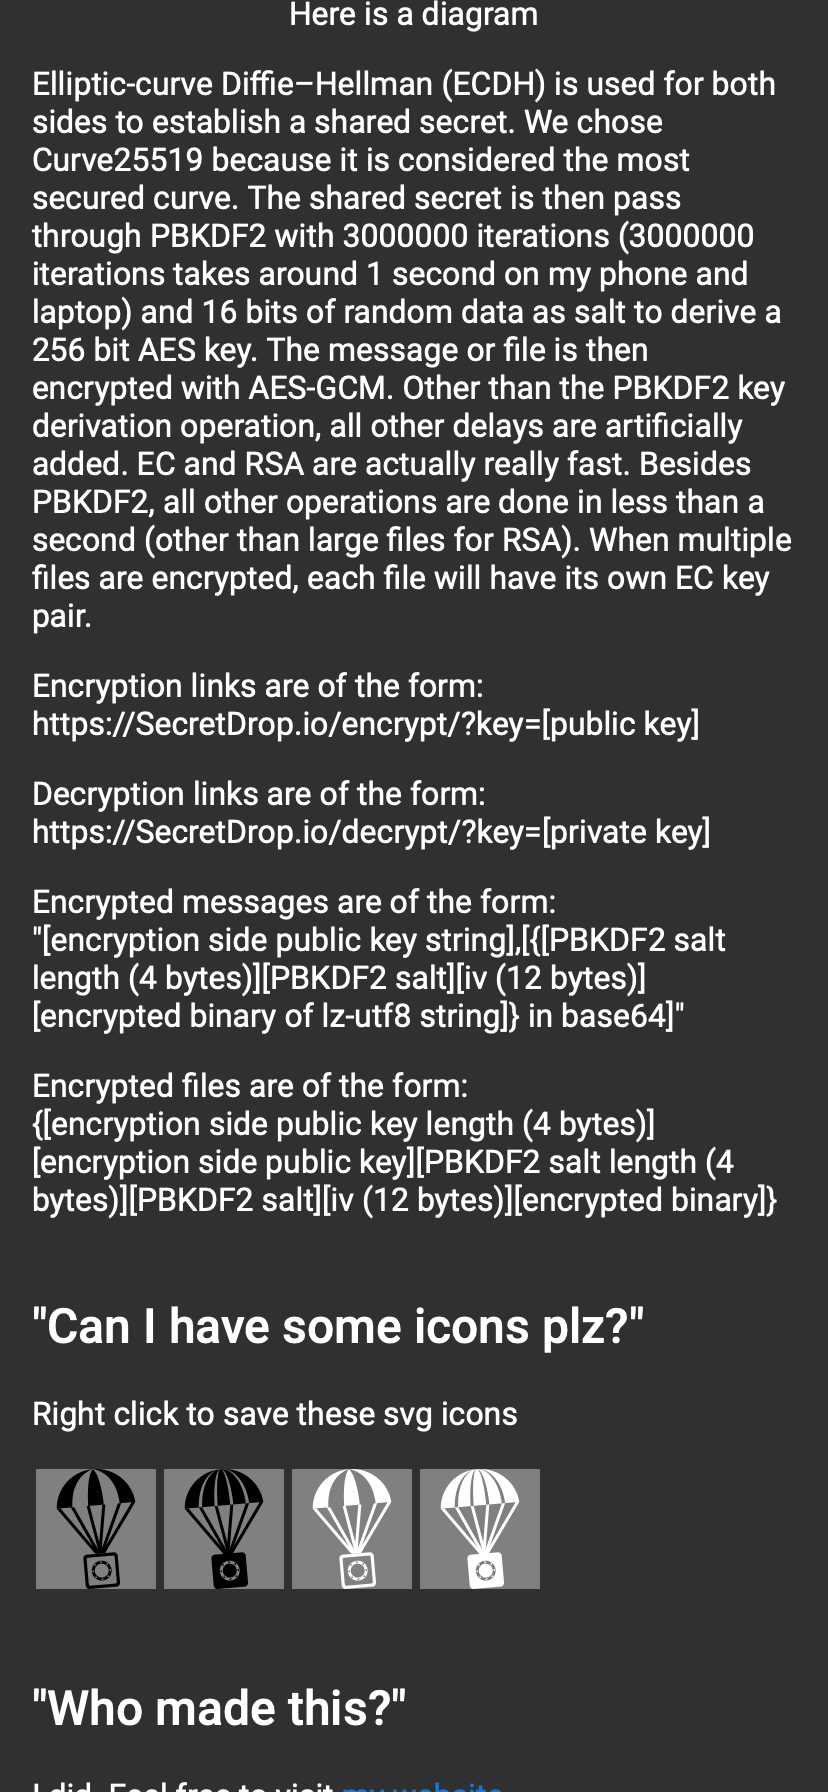 Here is a diagram
Elliptic-curve Diffie–Hellman (ECDH) is used for both
sides to establish a shared secret. We chose
Curve25519 because it is considered the most
secured curve. The shared secret is then pass
through PBKDF2 with 3000000 iterations (3000000
iterations takes around 1 second on my phone and
laptop) and 16 bits of random data as salt to derive a
256 bit AES key. The message or file is then
encrypted with AES-GCM. Other than the PBKDF2 key
derivation operation, all other delays are artificially
added. EC and RSA are actually really fast. Besides
PBKDF2, all other operations are done in less than a
second (other than large files for RSA). When multiple
files are encrypted, each file will have its own EC key
pair.
Encryption links are of the form:
https://SecretDrop.io/encrypt/?key=[public key]
Decryption links are of the form:
https://SecretDrop.io/decrypt/?key=[private key]
Encrypted messages are of the form:
"[encryption side public key string],[{[PBKDF2 salt
length (4 bytes)][PBKDF2 salt][iv (12 bytes)]
[encrypted binary of lz-utf8 string]} in base64]"
Encrypted files are of the form:
{[encryption side public key length (4 bytes)]
[encryption side public key][PBKDF2 salt length (4
bytes)][PBKDF2 salt][iv (12 bytes)][encrypted binary]}
"Can I have some icons plz?"
Right click to save these svg icons
"Who made this?"
I did. Feel free to visit my website